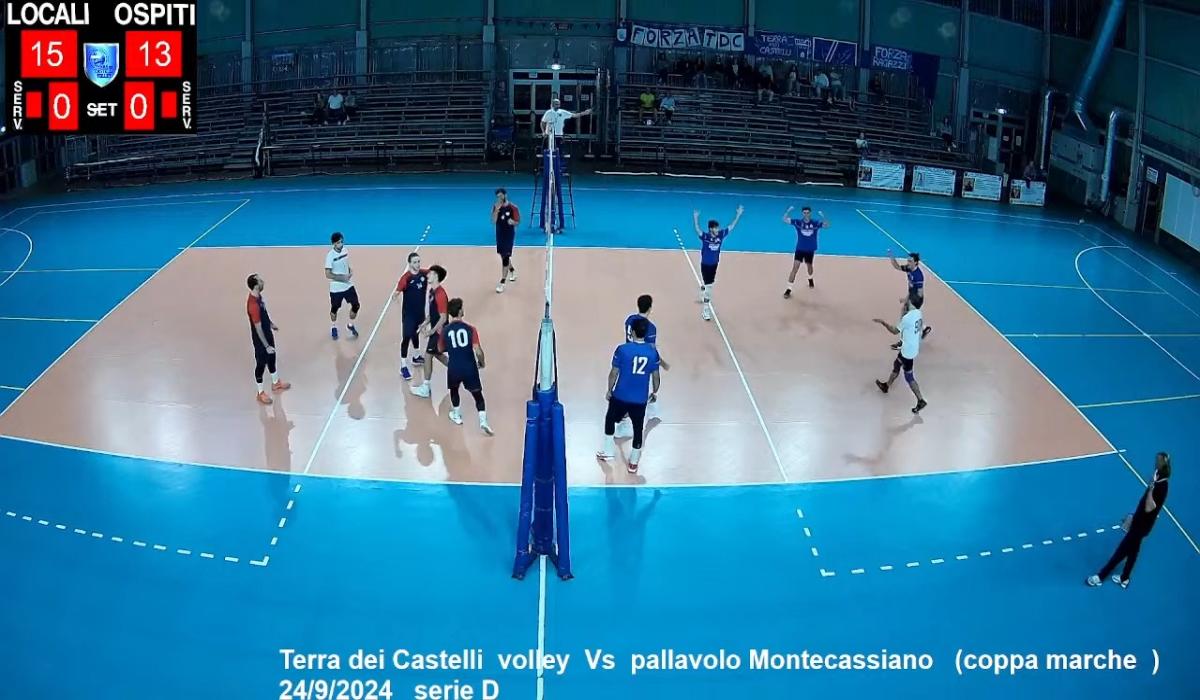 LOCALI OSPITI
15 13
SERV. 0 SET 0 SERV.
FORZA TDC
TERRA
CASTELLI
FORZA
RAGAZZI
10
12
Terra dei Castelli volley Vs pallavolo Montecassiano (coppa marche )
24/9/2024 serie D